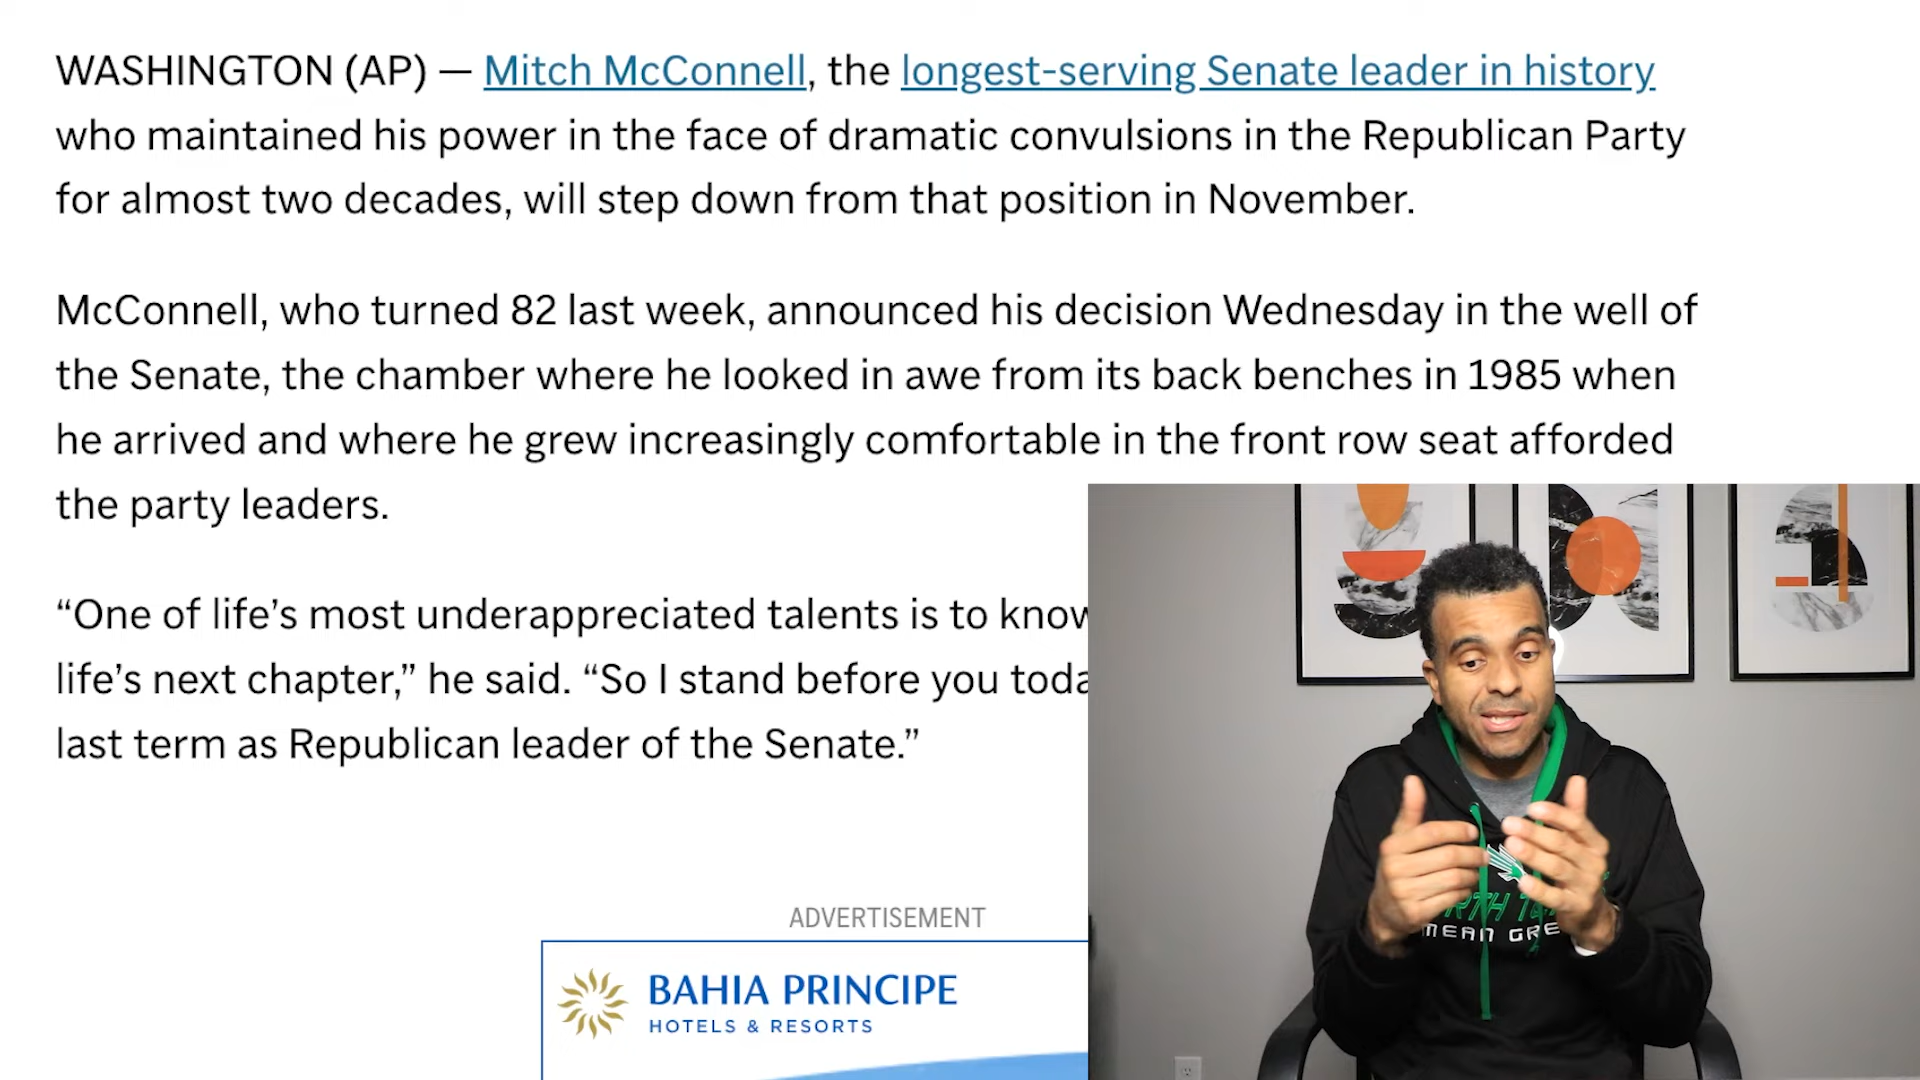 WASHINGTON (AP) — Mitch McConnell, the longest-serving Senate leader in history
who maintained his power in the face of dramatic convulsions in the Republican Party
for almost two decades, will step down from that position in November.
McConnell, who turned 82 last week, announced his decision Wednesday in the well of
the Senate, the chamber where he looked in awe from its back benches in 1985 when
he arrived and where he grew increasingly comfortable in the front row seat afforded
the party leaders.
“One of life’s most underappreciated talents is to know
life’s next chapter,” he said. “So I stand before you
last term as Republican leader of the Senate.”
ADVERTISEMENT
BAHIA PRINCIPE
HOTELS & RESORTS
MEAN